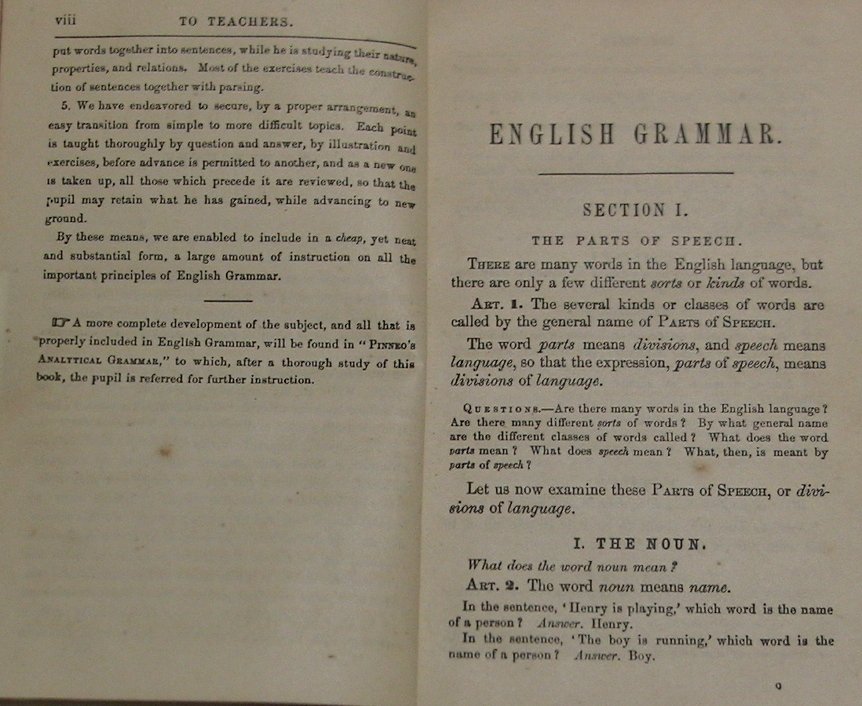 viii TO TEACHERS.
put words together into sentences, while he is studying their nature,
properties, and relations. Most of the exercises teach the construc-
tion of sentences together with parsing.
5. We have endeavored to secure, by a proper arrangement, an
easy transition from simple to more difficult topics. Each point
is taught thoroughly by question and answer, by illustration and
exercises, before advance is permitted to another, and as a new one
is taken up, all those which precede it are reviewed, so that the
pupil may retain what he has gained, while advancing to new
ground.
By these means, we are enabled to include in a cheap, yet neat
and substantial form, a large amount of instruction on all the
important principles of English Grammar.
☞ A more complete development of the subject, and all that is
properly included in English Grammar, will be found in "PINNEO'S
ANALYTICAL GRAMMAR," to which, after a thorough study of this
book, the pupil is referred for further instruction.
ENGLISH GRAMMAR.
SECTION I.
THE PARTS OF SPEECH.
THERE are many words in the English language, but
there are only a few different sorts or kinds of words.
ART. 1. The several kinds or classes of words are
called by the general name of PARTS OF SPEECH.
The word parts means divisions, and speech means
language, so that the expression, parts of speech, means
divisions of language.
QUESTIONS.—Are there many words in the English language?
Are there many different sorts of words? By what general name
are the different classes of words called? What does the word
parts mean? What does speech mean? What, then, is meant by
parts of speech?
Let us now examine these PARTS of SPEECH, or divi-
sions of language.
I. THE NOUN.
What does the word noun mean?
ART. 2. The word noun means name.
In the sentence, 'Henry is playing,' which word is the name
of a person? Answer. Henry.
In the sentence, 'The boy is running,' which word is the
name of a person? Answer. Boy.
9